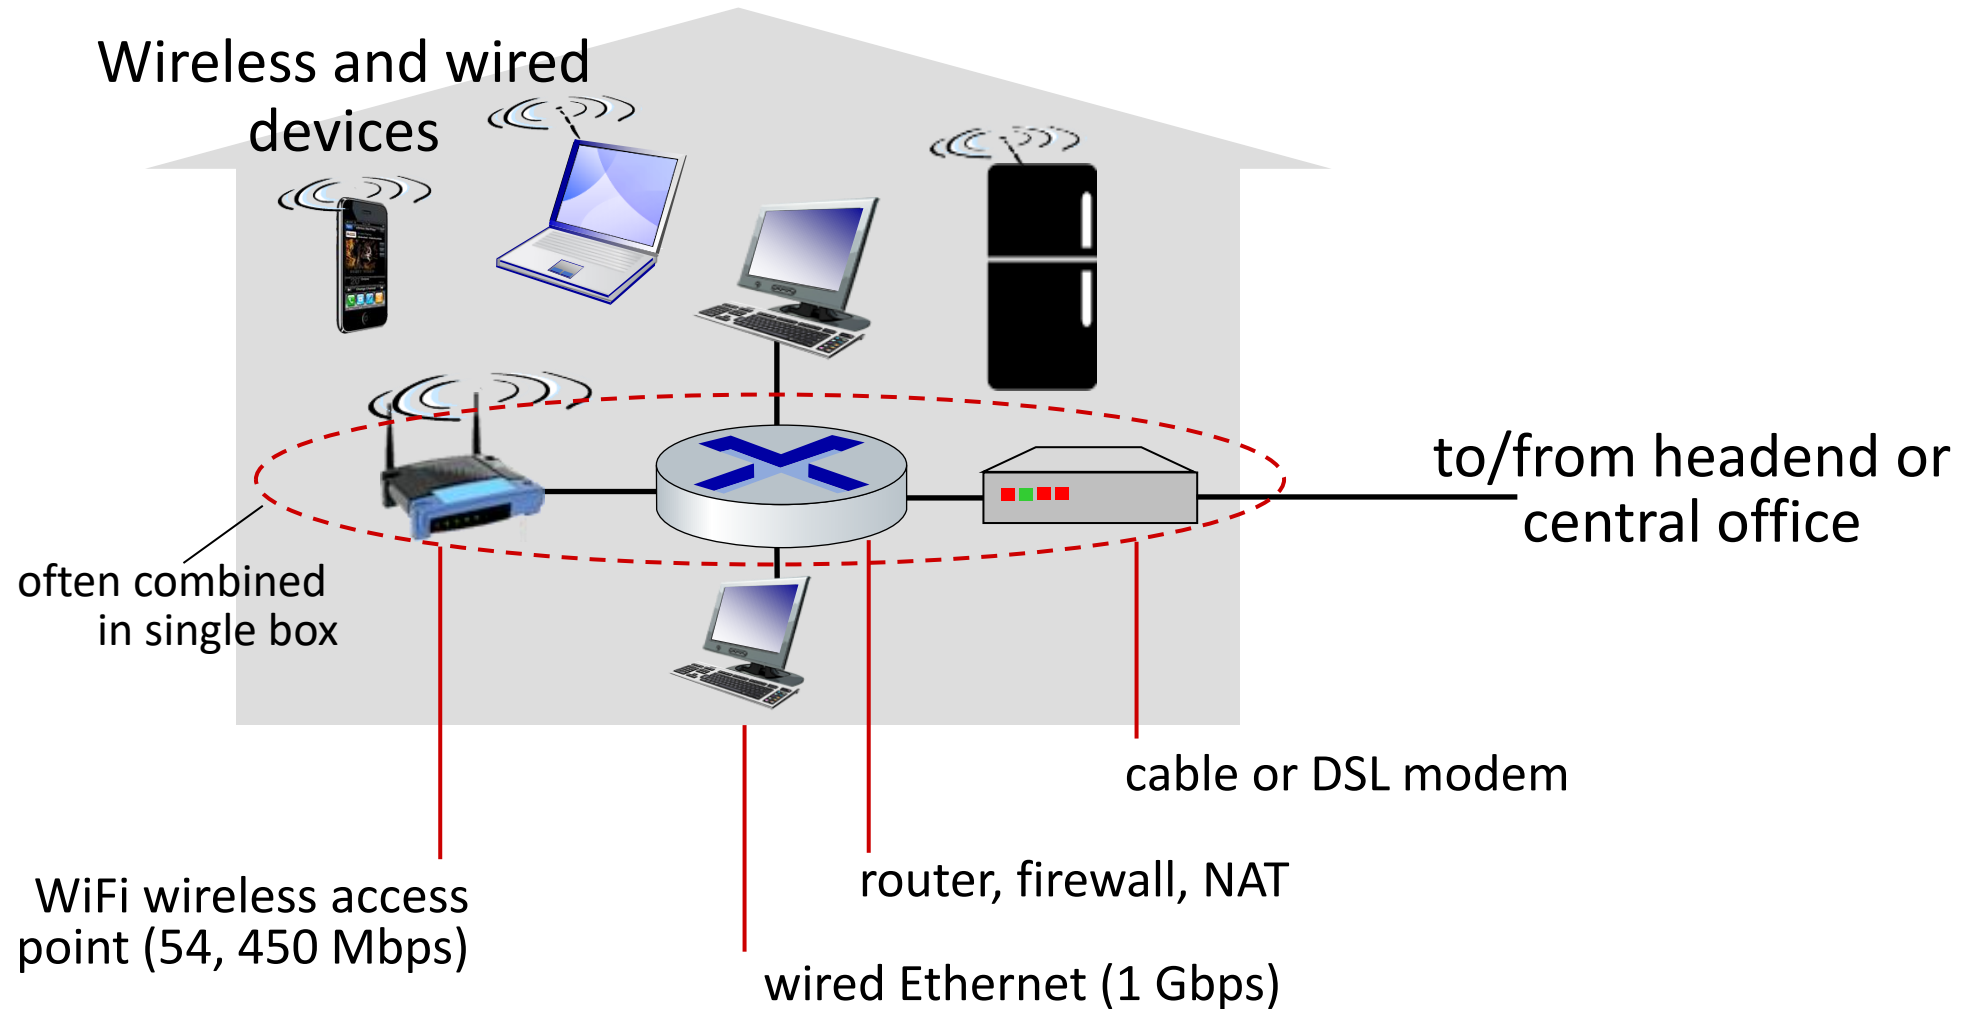 Wireless and wired
devices
to/from headend or
central office
often combined
in single box
cable or DSL modem
router, firewall, NAT
WiFi wireless access
point (54, 450 Mbps)
wired Ethernet (1 Gbps)